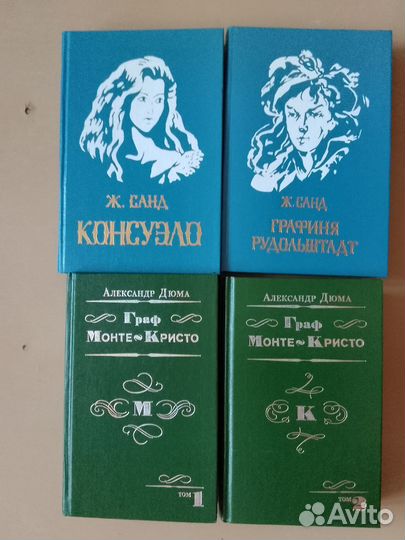 Ж. САНД
КОНСУЭЛО
Ж. САНД
ГРАФИНЯ
РУДОЛЬШТАДТ
АЛЕКСАНДР ДЮМА
Граф
МОНТЕ~КРИСТО
М
ТОМ 1
АЛЕКСАНДР ДЮМА
Граф
МОНТЕ~КРИСТО
К
ТОМ 2
Avito